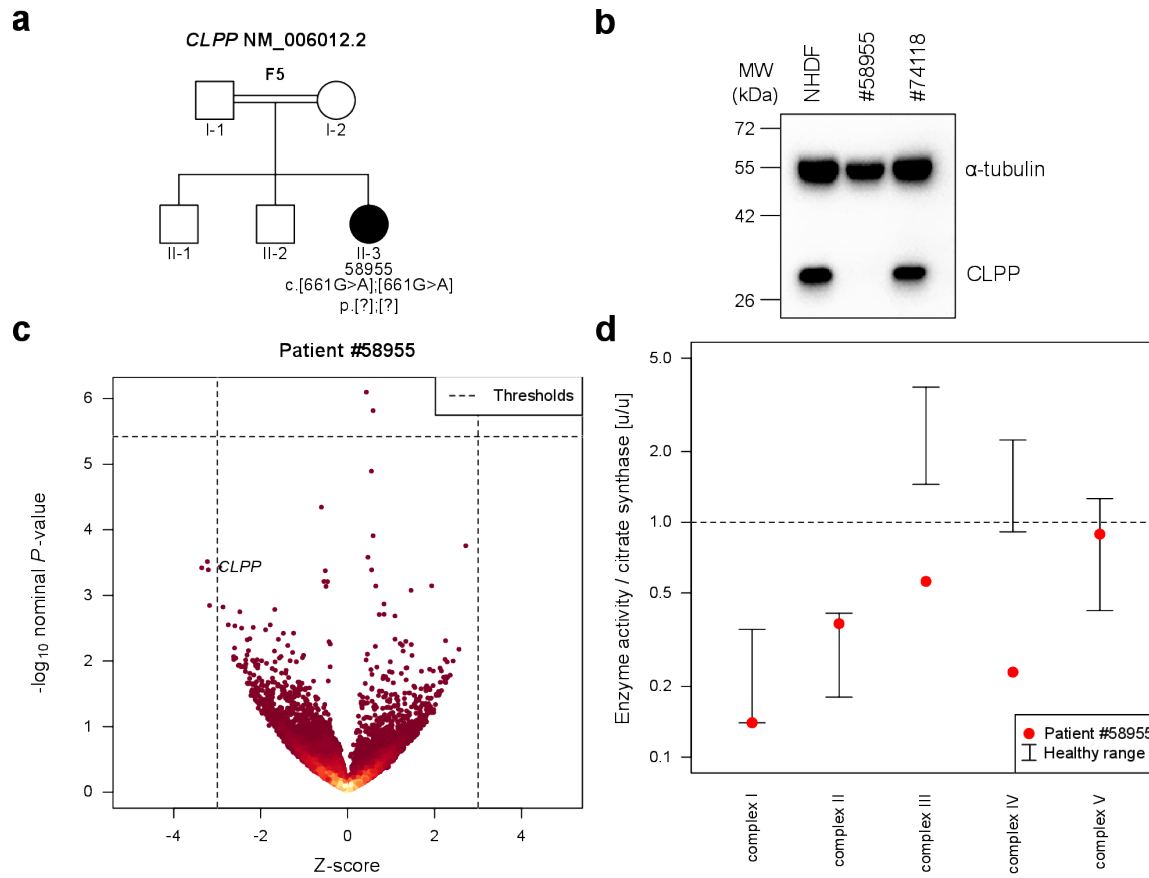 a
CLPP NM_006012.2
F5
I-1
I-2
II-1
II-2
II-3
58955
c.[661G>A];[661G>A]
p.[?];[?]
b
MW
(kDa)
NHDF
#58955
#74118
72
55
42
26
α-tubulin
CLPP
c
Patient #58955
Thresholds
-log₁₀ nominal P-value
6
5
4
3
2
1
0
CLPP
-4
-2
0
2
4
Z-score
d
Enzyme activity / citrate synthase [u/u]
5.0
2.0
1.0
0.5
0.2
0.1
Patient #58955
Healthy range
complex I
complex II
complex III
complex IV
complex V